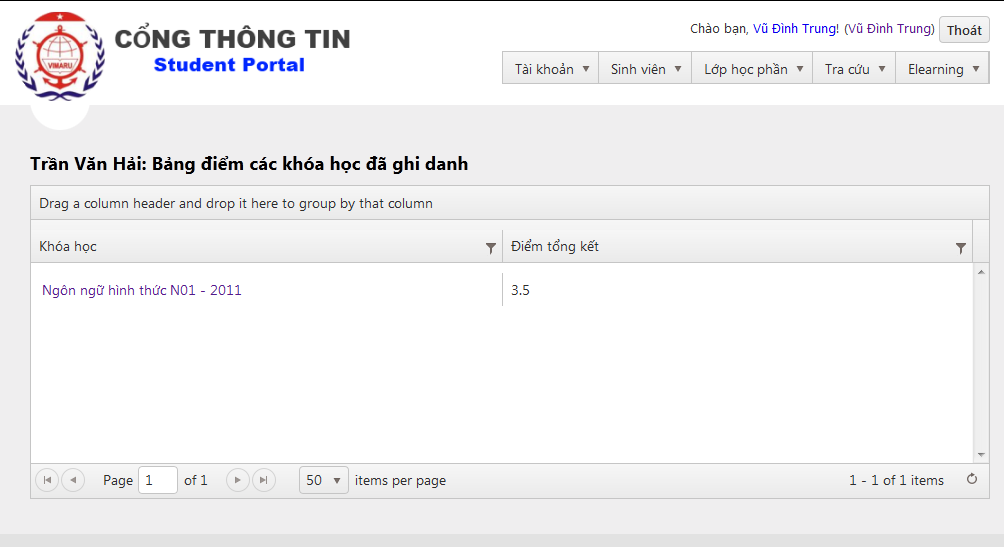 VIMARU
CỔNG THÔNG TIN
Student Portal
Chào bạn, Vũ Đình Trung! (Vũ Đình Trung) Thoát
Tài khoản Sinh viên Lớp học phần Tra cứu Elearning
Trần Văn Hải: Bảng điểm các khóa học đã ghi danh
Drag a column header and drop it here to group by that column
Khóa học Điểm tổng kết
Ngôn ngữ hình thức N01 - 2011 3.5
Page 1 of 1 50 items per page 1 - 1 of 1 items